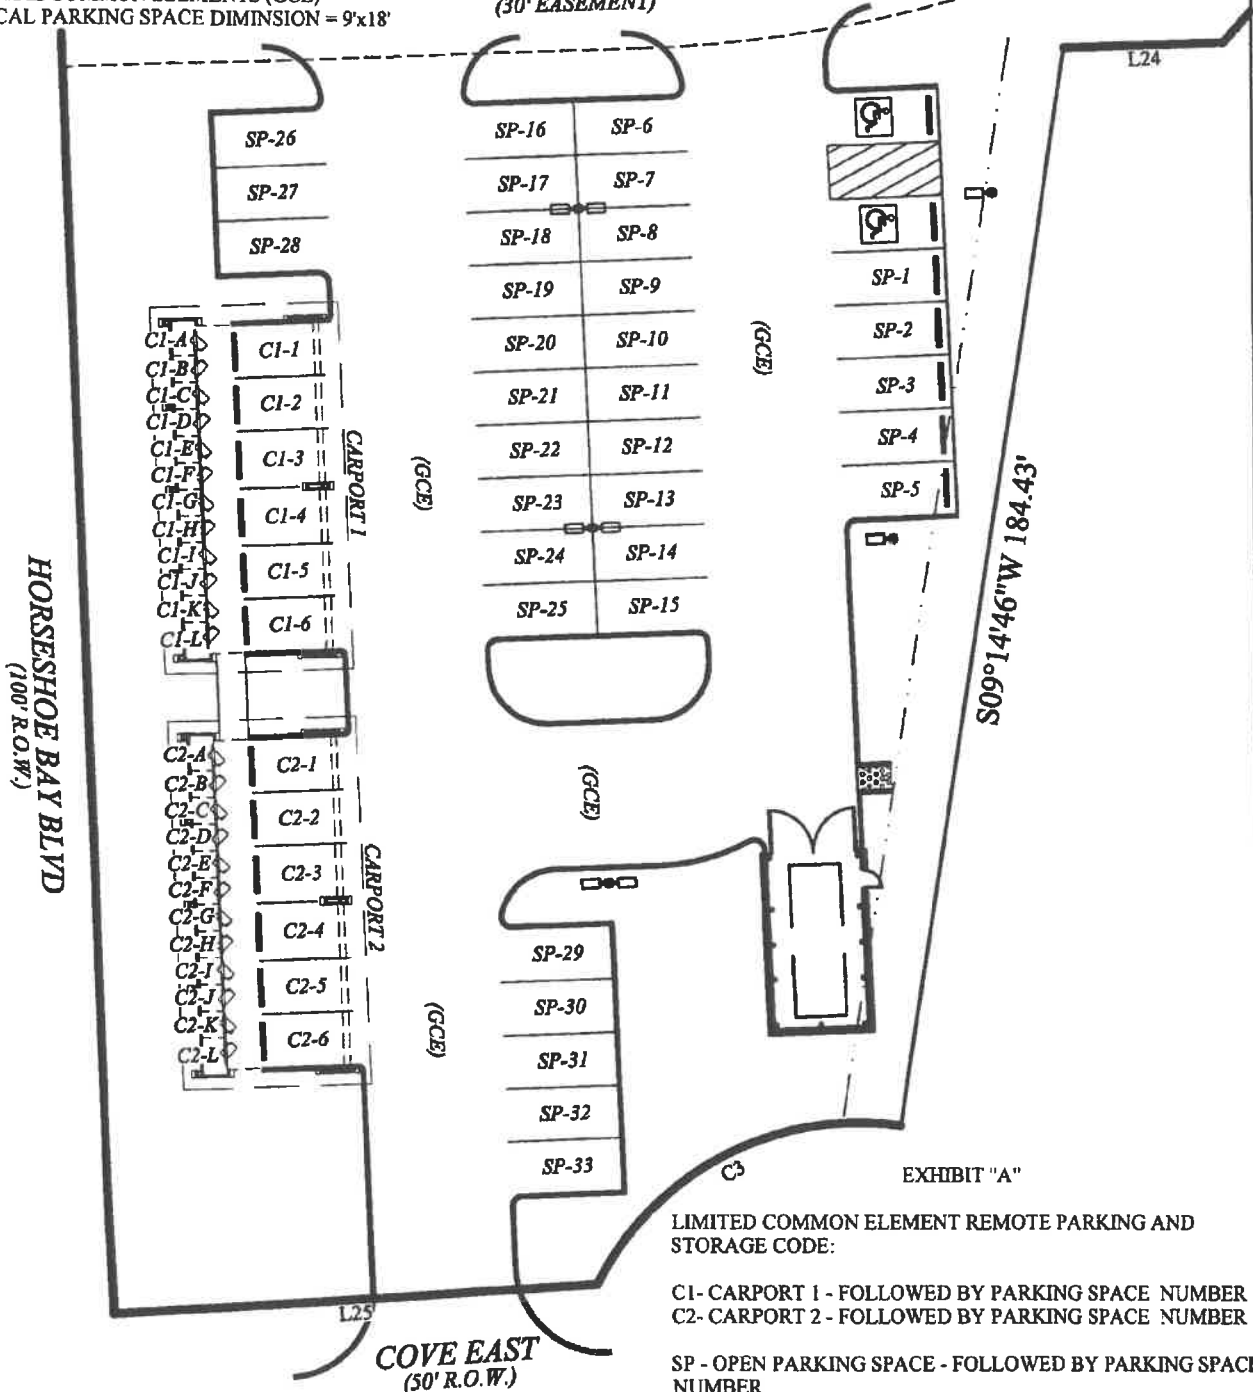 CAL PARKING SPACE DIMINSION = 9'x18'
(30' EASEMENT)
L24
SP-26
SP-27
SP-28
SP-16
SP-6
SP-17
SP-7
SP-18
SP-8
SP-19
SP-9
SP-20
SP-10
SP-21
SP-11
SP-22
SP-12
SP-23
SP-13
SP-24
SP-14
SP-25
SP-15
SP-1
SP-2
SP-3
SP-4
SP-5
(GCE)
C1-A
C1-B
C1-C
C1-D
C1-E
C1-F
C1-G
C1-H
C1-I
C1-J
C1-K
C1-L
C1-1
C1-2
C1-3
C1-4
C1-5
C1-6
CARPORT 1
(GCE)
S09°14'46"W 184.43'
HORSESHOE BAY BLVD
(100' R.O.W.)
C2-A
C2-B
C2-C
C2-D
C2-E
C2-F
C2-G
C2-H
C2-I
C2-J
C2-K
C2-L
C2-1
C2-2
C2-3
C2-4
C2-5
C2-6
CARPORT 2
(GCE)
(GCE)
SP-29
SP-30
SP-31
SP-32
SP-33
C3
L25
COVE EAST
(50' R.O.W.)
EXHIBIT "A"
LIMITED COMMON ELEMENT REMOTE PARKING AND
STORAGE CODE:
C1- CARPORT 1 - FOLLOWED BY PARKING SPACE NUMBER
C2- CARPORT 2 - FOLLOWED BY PARKING SPACE NUMBER
SP - OPEN PARKING SPACE - FOLLOWED BY PARKING SPAC
NUMBER